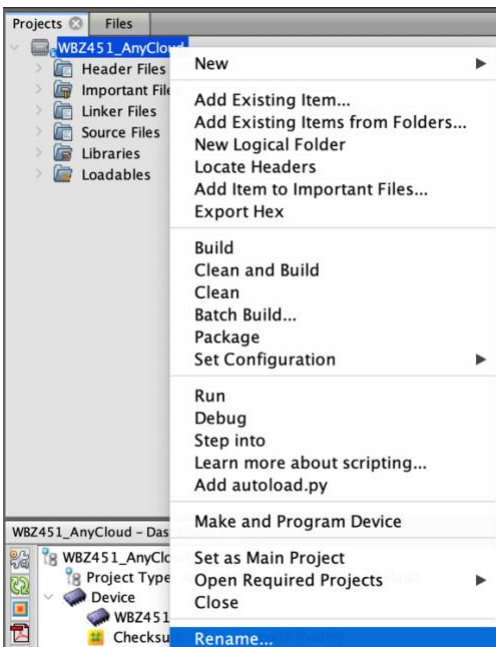 Projects Files
WBZ451_AnyCloud
Header Files
Important File
Linker Files
Source Files
Libraries
Loadables
New
Add Existing Item...
Add Existing Items from Folders...
New Logical Folder
Locate Headers
Add Item to Important Files...
Export Hex
Build
Clean and Build
Clean
Batch Build...
Package
Set Configuration
Run
Debug
Step into
Learn more about scripting...
Add autoload.py
Make and Program Device
Set as Main Project
Open Required Projects
Close
Rename...
WBZ451_AnyCloud - Das
WBZ451_AnyClo
Project Type
Device
WBZ451
Checksu